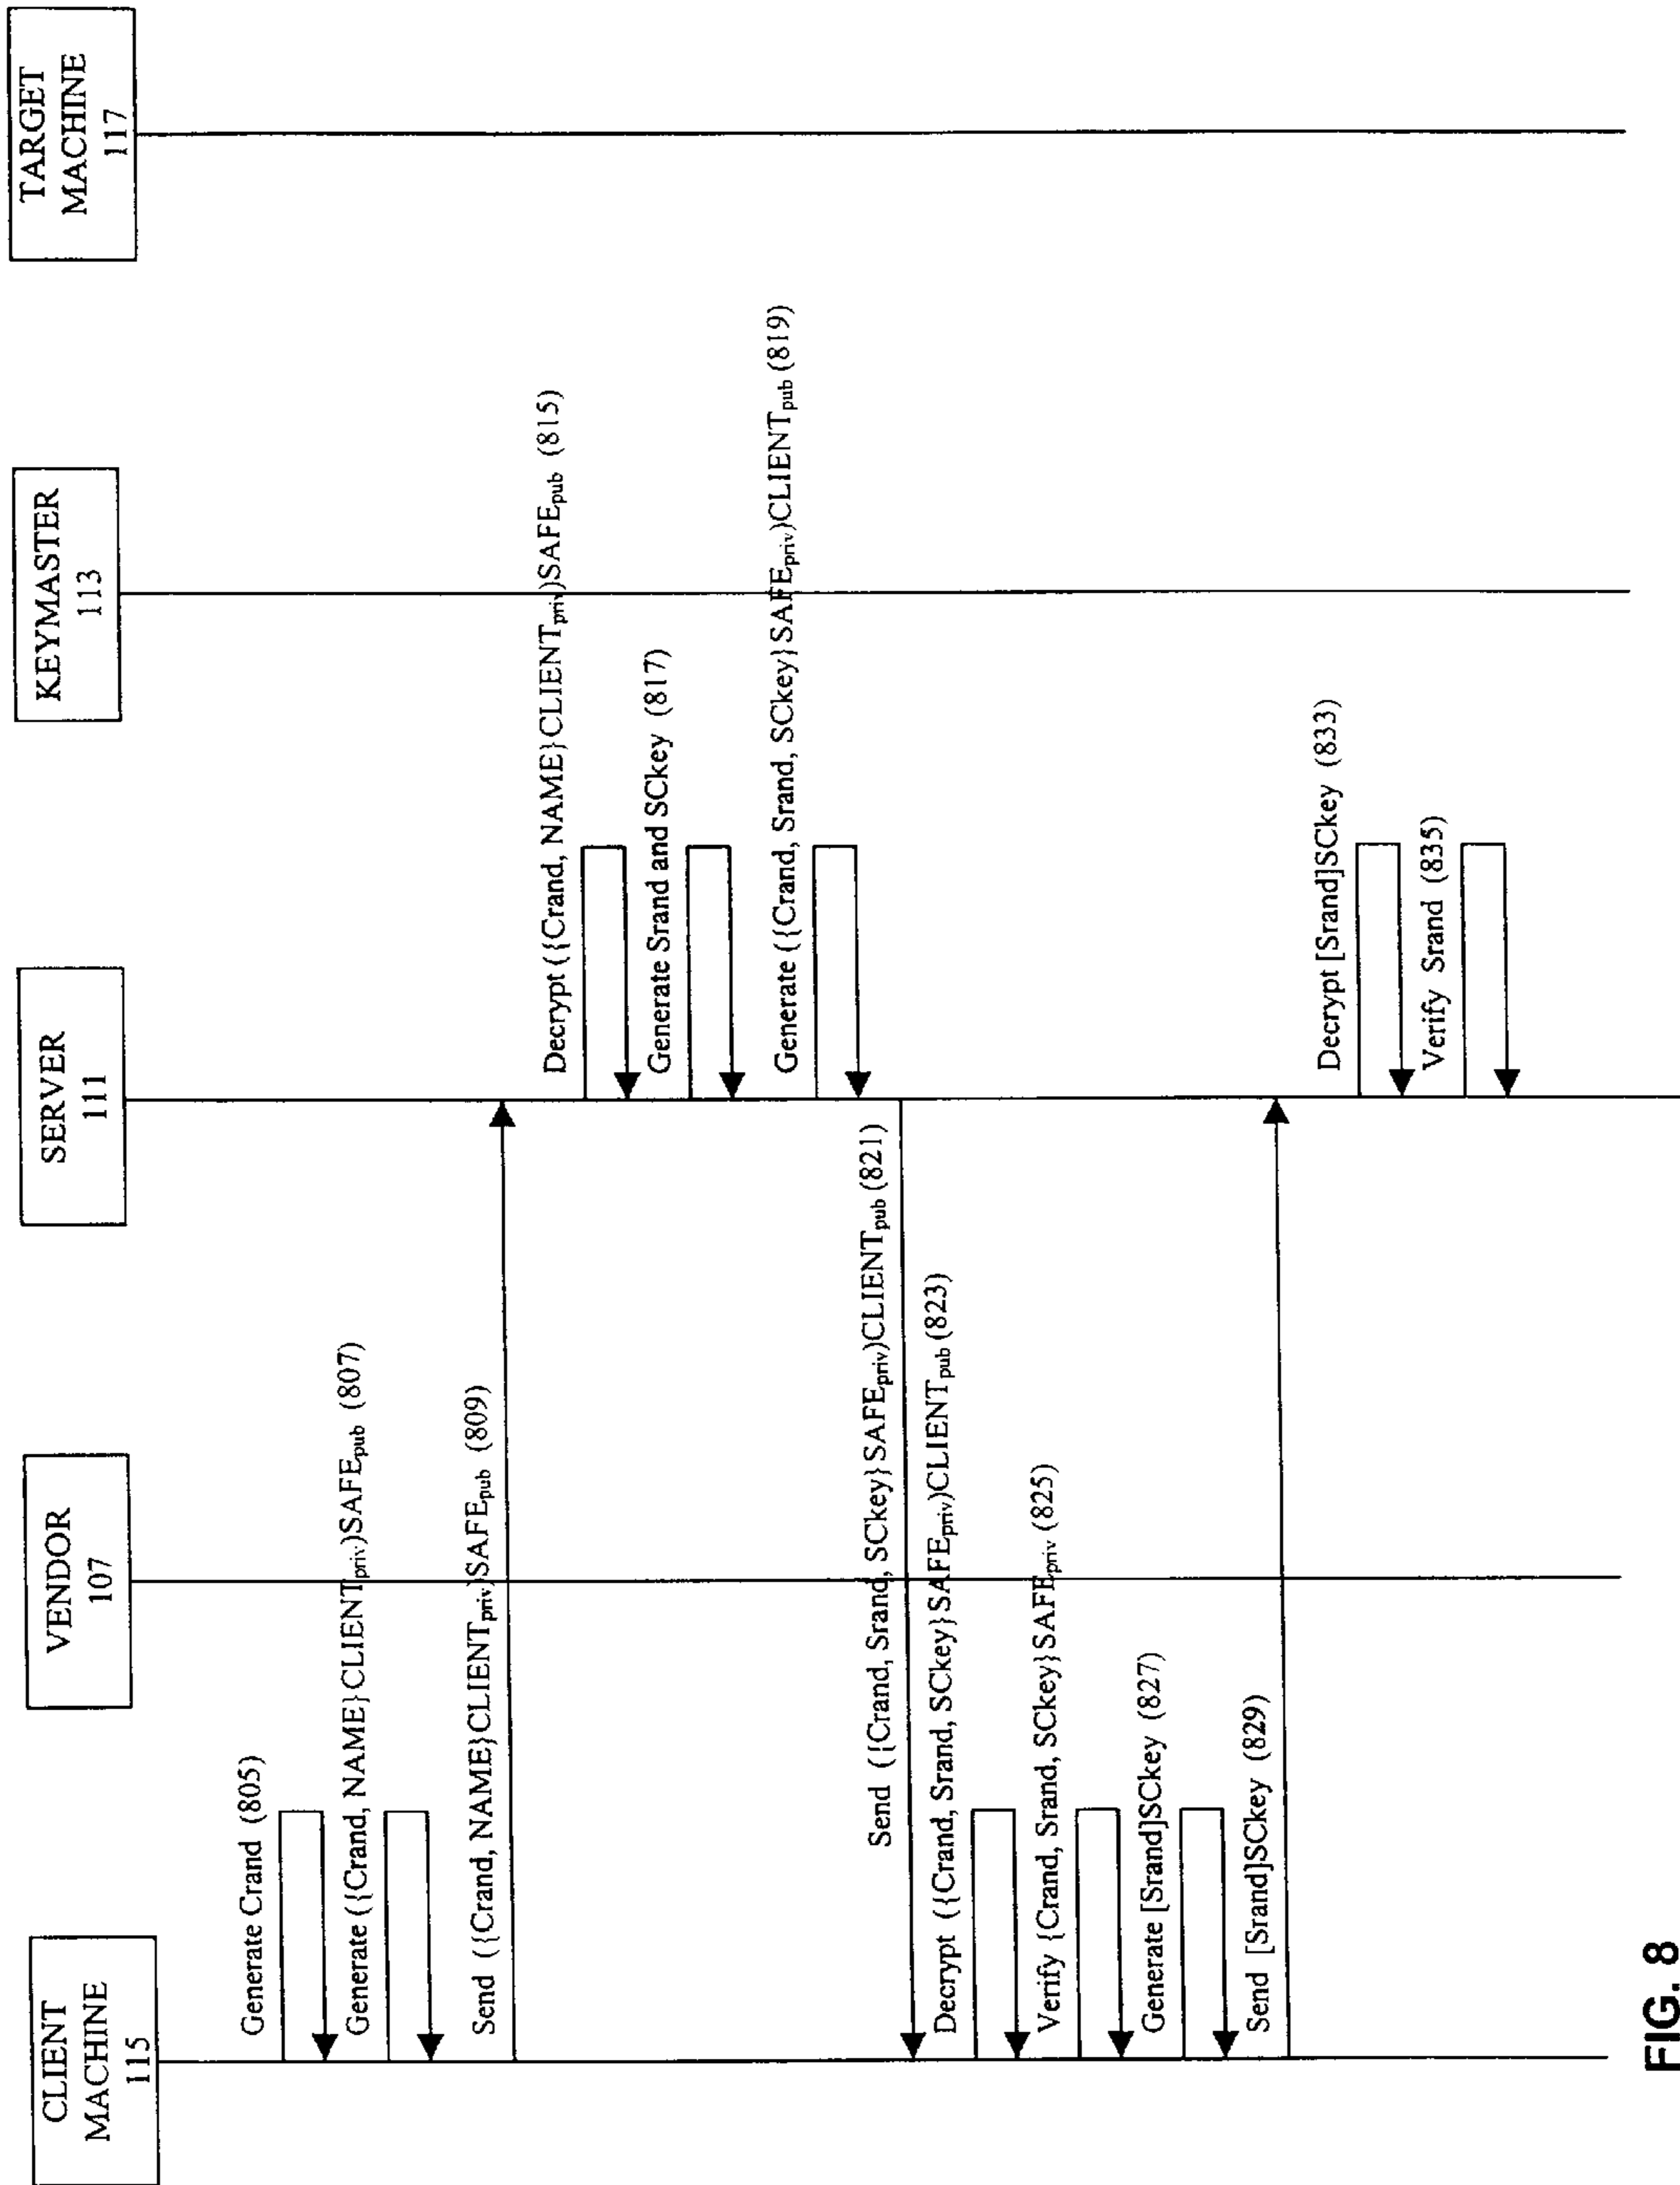 CLIENT
MACHINE
115
VENDOR
107
SERVER
111
KEYMASTER
113
TARGET
MACHINE
117
Generate Crand (805)
Generate ({Crand, NAME}CLIENTpriv)SAFEpub (807)
Send ({Crand, NAME}CLIENTpriv)SAFEpub (809)
Decrypt ({Crand, NAME}CLIENTpriv)SAFEpub (815)
Generate Srand and SCkey (817)
Generate ({Crand, Srand, SCkey}SAFEpriv)CLIENTpub (819)
Send ({Crand, Srand, SCkey}SAFEpriv)CLIENTpub (821)
Decrypt ({Crand, Srand, SCkey}SAFEpriv)CLIENTpub (823)
Verify {Crand, Srand, SCkey}SAFEpriv (825)
Generate [Srand]SCkey (827)
Send [Srand]SCkey (829)
Decrypt [Srand]SCkey (833)
Verify Srand (835)
FIG. 8